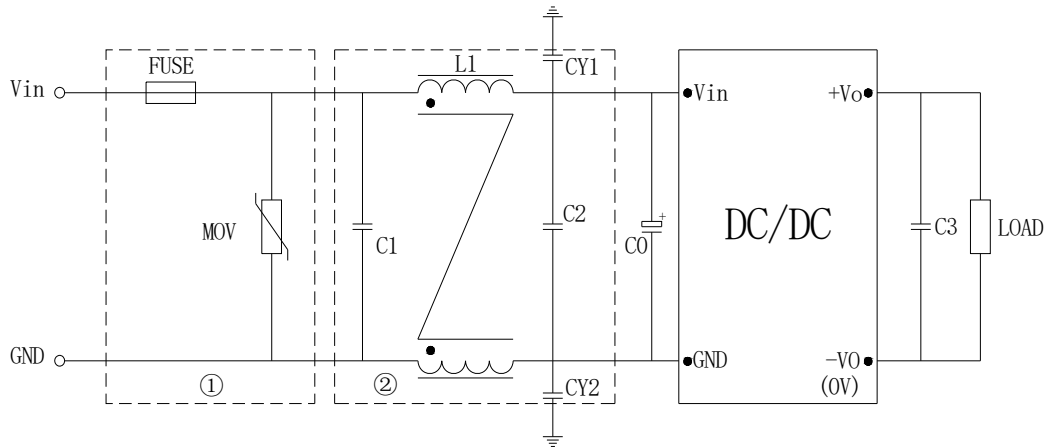 FUSE
L1
CY1
Vin
Vin
+Vo
MOV
C1
C2
+
C0
DC/DC
C3
LOAD
GND
GND
-VO
(0V)
①
②
CY2